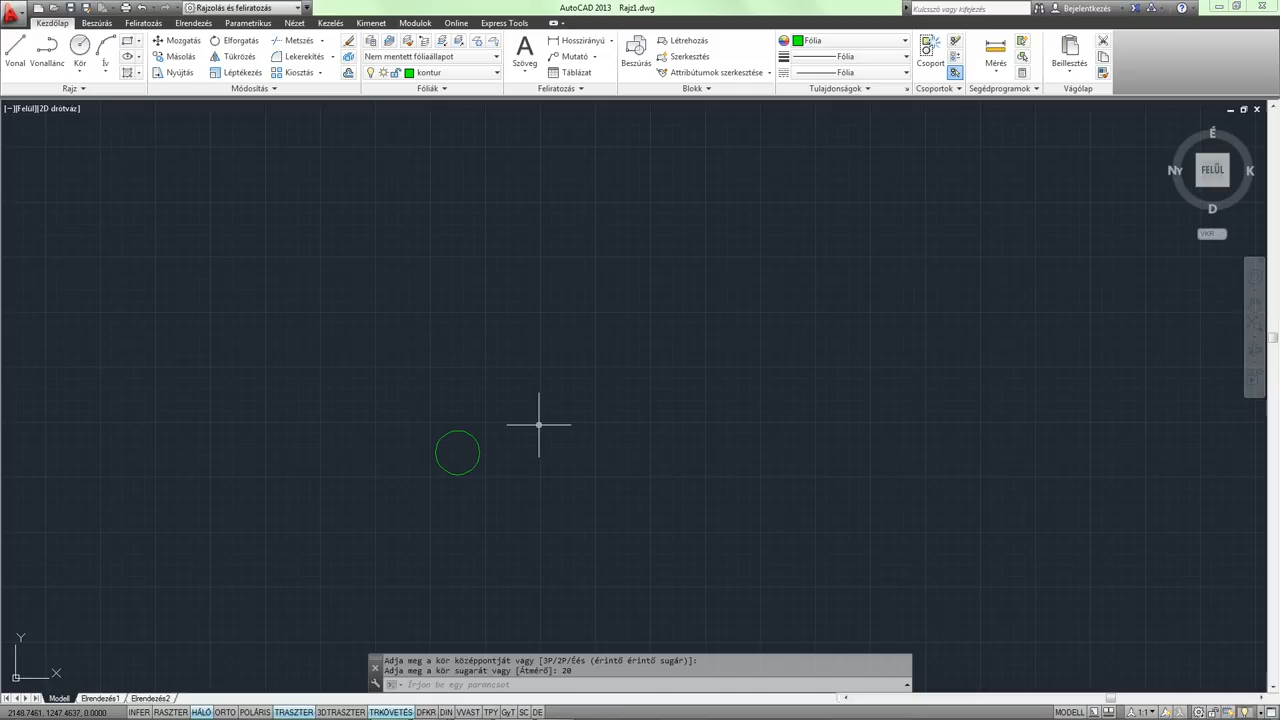 Rajzolás és feliratozás
AutoCAD 2013 Rajz1.dwg
Kulcsszó vagy kifejezés
Bejelentkezés
Kezdőlap Beszúrás Feliratozás Elrendezés Parametrikus Nézet Kezelés Kimenet Modulok Online Express Tools
Vonal
Vonallánc
Kör
Ív
Rajz
Mozgatás Elforgatás Metszés
Másolás Tükrözés Lekerekítés
Nyújtás Léptékezés Kiosztás
Módosítás
Nem mentett fóliaállapot
kontur
Fóliák
A
Szöveg
Hosszirányú
Mutató
Táblázat
Feliratozás
Beszúrás
Létrehozás
Szerkesztés
Attribútumok szerkesztése
Blokk
Fólia
Fólia
Fólia
Tulajdonságok
Csoport
Csoportok
Mérés
Segédprogramok
Beillesztés
Vágólap
[−][Felül][2D drótváz]
É
NY
FELÜL
K
D
VKR
Y
X
Adja meg a kör középpontját vagy [3P/2P/Éés (érintő érintő sugár)]:
Adja meg a kör sugarát vagy [Átmérő]: 20
Írjon be egy parancsot
Modell Elrendezés1 Elrendezés2
2148.7461, 1247.4637, 0.0000
INFER RASZTER HÁLÓ ORTO POLÁRIS TRASZTER 3DTRASZTER TRKÖVETÉS DFKR DIN VVAST TPY GyT SC DE
MODELL
1:1